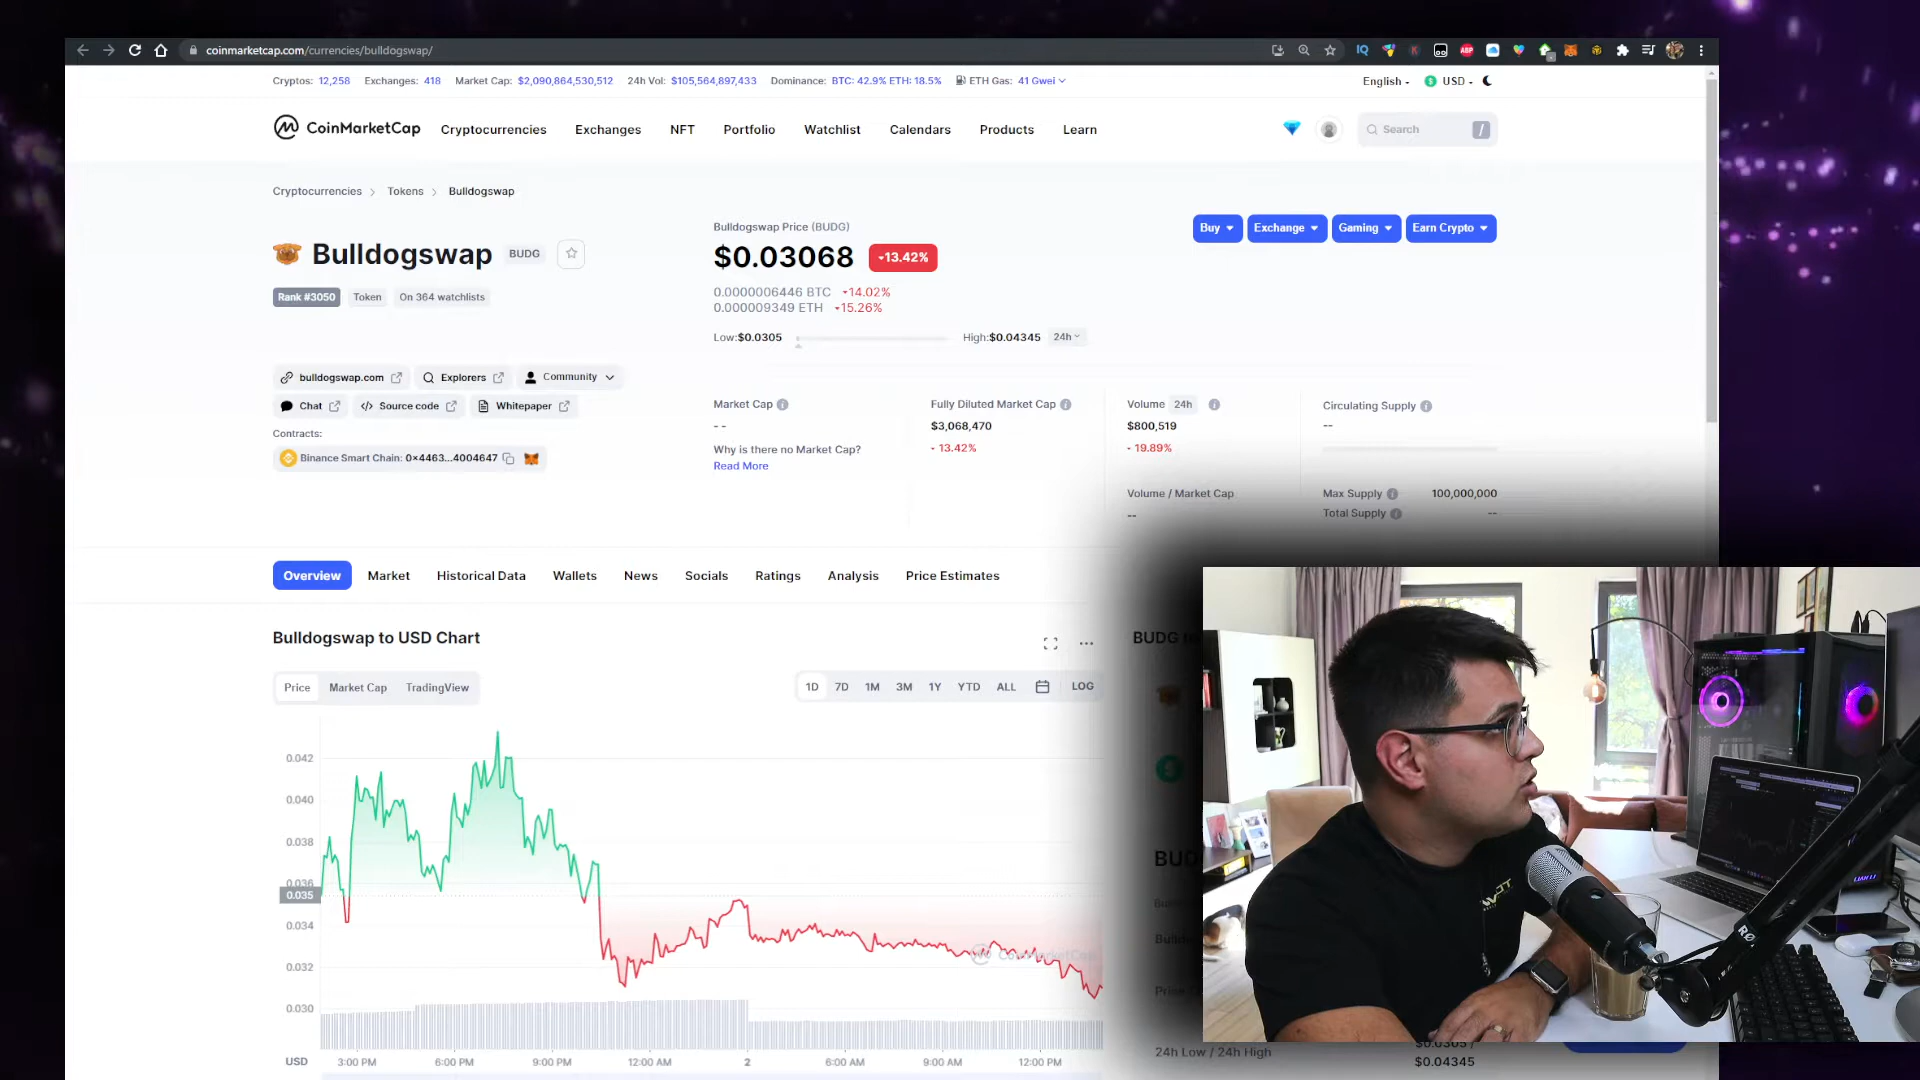 coinmarketcap.com/currencies/bulldogswap/
Cryptos: 12,258 Exchanges: 418 Market Cap: $2,090,864,530,512 24h Vol: $105,564,897,433 Dominance: BTC: 42.9% ETH: 18.5% ETH Gas: 41 Gwei English USD
CoinMarketCap Cryptocurrencies Exchanges NFT Portfolio Watchlist Calendars Products Learn Search /
Cryptocurrencies Tokens Bulldogswap
Bulldogswap Price (BUDG)
Buy Exchange Gaming Earn Crypto
Bulldogswap BUDG
$0.03068 13.42%
Rank #3050 Token On 364 watchlists
0.0000006446 BTC 14.02%
0.000009349 ETH 15.26%
Low:$0.0305 High:$0.04345 24h
bulldogswap.com Explorers Community
Chat Source code Whitepaper
Contracts:
Binance Smart Chain: 0x4463...4004647
Market Cap Fully Diluted Market Cap Volume 24h Circulating Supply
- - $3,068,470 $800,519 --
Why is there no Market Cap? 13.42% 19.89%
Read More
Volume / Market Cap Max Supply 100,000,000
-- Total Supply --
Overview Market Historical Data Wallets News Socials Ratings Analysis Price Estimates
Bulldogswap to USD Chart
BUDG
Price Market Cap TradingView 1D 7D 1M 3M 1Y YTD ALL LOG
0.042
0.040
0.038
0.036
0.035
0.034
0.032
0.030
CoinMarketCap
USD 3:00 PM 6:00 PM 9:00 PM 12:00 AM 2 6:00 AM 9:00 AM 12:00 PM
BUDG
Price
24h Low / 24h High
$0.0305 /
$0.04345
RØDE